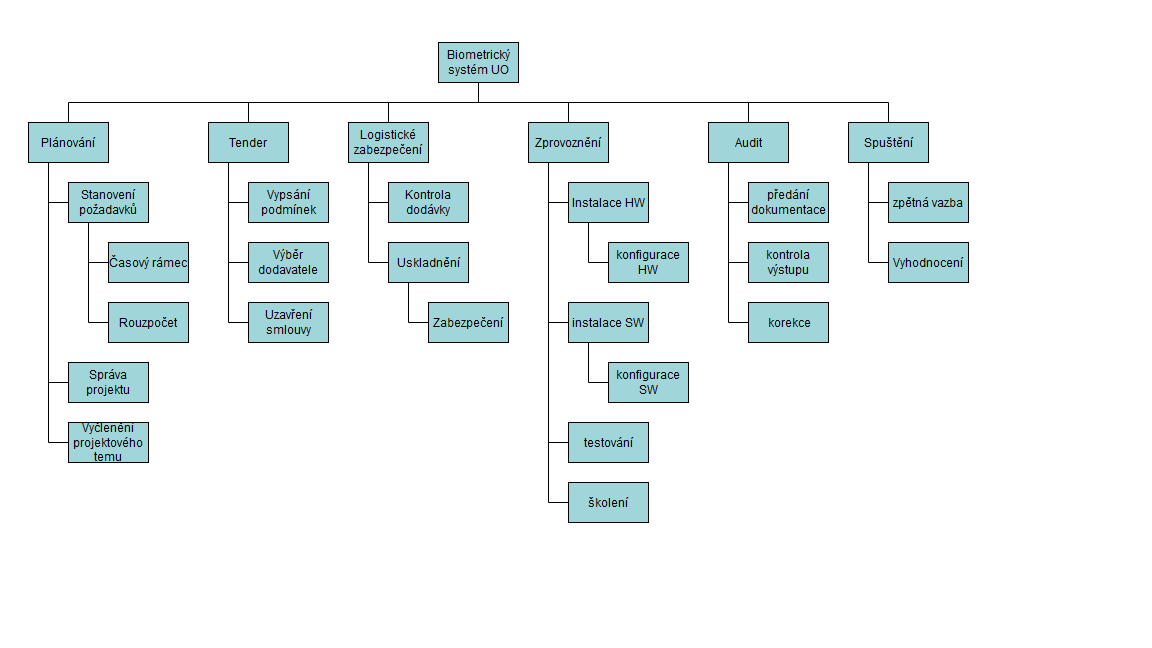 Biometrický
systém UO
Plánování
Stanovení
požadavků
Časový rámec
Rouzpočet
Správa
projektu
Vyčlenění
projektového
temu
Tender
Vypsání
podmínek
Výběr
dodavatele
Uzavření
smlouvy
Logistické
zabezpečení
Kontrola
dodávky
Uskladnění
Zabezpečení
Zprovoznění
Instalace HW
konfigurace
HW
instalace SW
konfigurace
SW
testování
školení
Audit
předání
dokumentace
kontrola
výstupu
korekce
Spuštění
zpětná vazba
Vyhodnocení